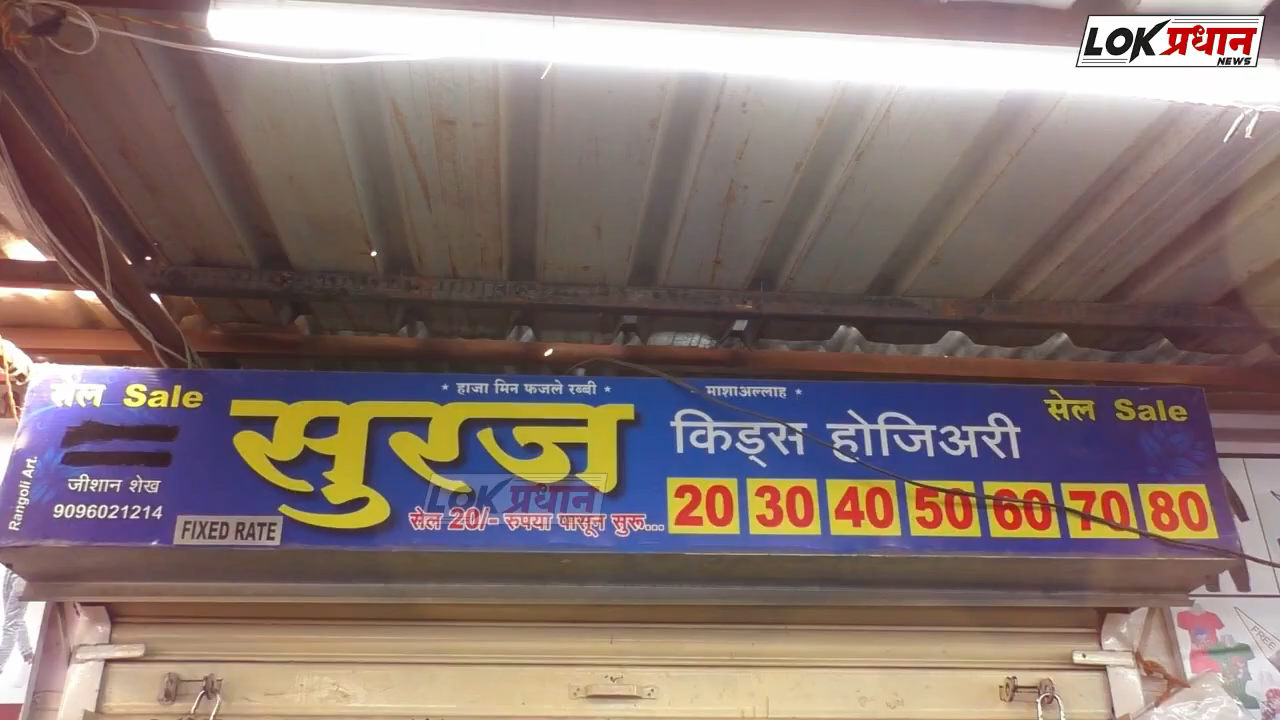 LOK प्रधान
NEWS
सेल Sale
* हाजा मिन फजले रब्बी *
माशाअल्लाह *
सेल Sale
सुरज
किड्स होजिअरी
जीशान शेख
9096021214
Rangoli Art.
FIXED RATE
LOK प्रधान
सेल 20/- रुपया पासून सुरू...
20 30 40 50 60 70 80
FREE